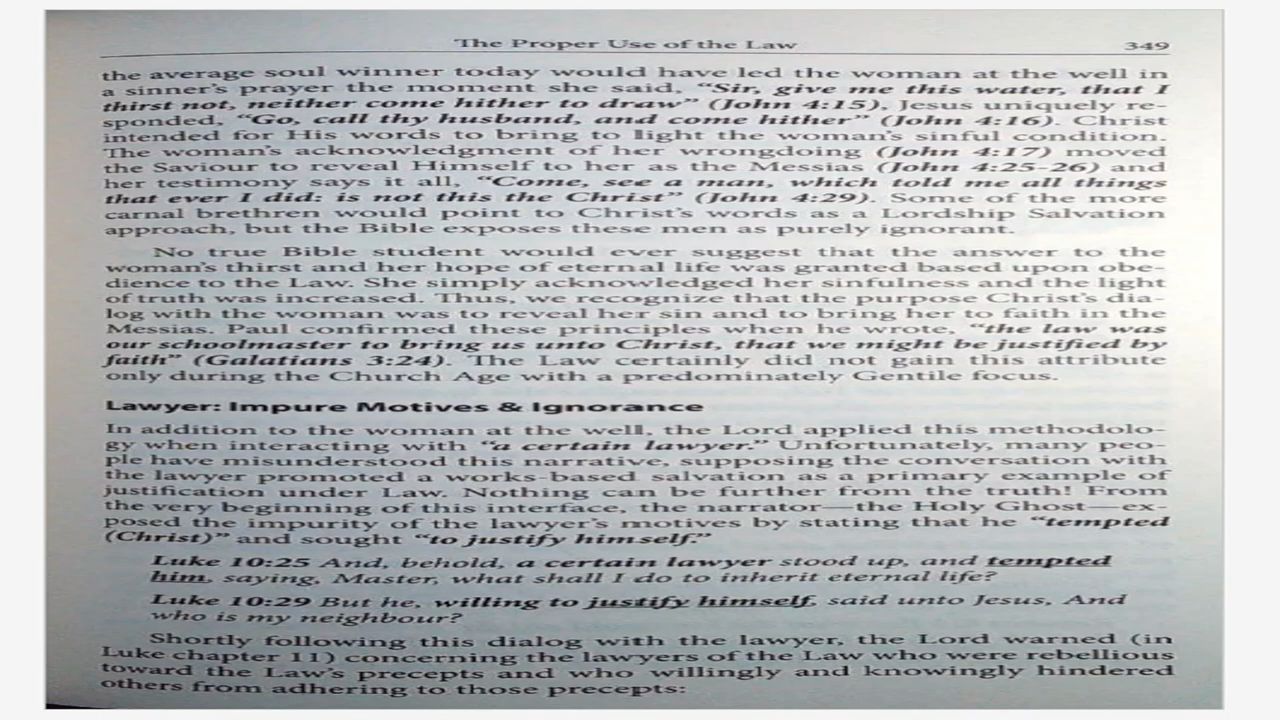 The Proper Use of the Law 349
the average soul winner today would have led the woman at the well in
a sinner's prayer the moment she said, “Sir, give me this water, that I
thirst not, neither come hither to draw” (John 4:15), Jesus uniquely re-
sponded, “Go, call thy husband, and come hither” (John 4:16). Christ
intended for His words to bring to light the woman's sinful condition.
The woman's acknowledgment of her wrongdoing (John 4:17) moved
the Saviour to reveal Himself to her as the Messias (John 4:25-26) and
her testimony says it all, “Come, see a man, which told me all things
that ever I did: is not this the Christ” (John 4:29). Some of the more
carnal brethren would point to Christ's words as a Lordship Salvation
approach, but the Bible exposes these men as purely ignorant.
No true Bible student would ever suggest that the answer to the
woman's thirst and her hope of eternal life was granted based upon obe-
dience to the Law. She simply acknowledged her sinfulness and the light
of truth was increased. Thus, we recognize that the purpose Christ's dia-
log with the woman was to reveal her sin and to bring her to faith in the
Messias. Paul confirmed these principles when he wrote, “the law was
our schoolmaster to bring us unto Christ, that we might be justified by
faith” (Galatians 3:24). The Law certainly did not gain this attribute
only during the Church Age with a predominately Gentile focus.
Lawyer: Impure Motives & Ignorance
In addition to the woman at the well, the Lord applied this methodolo-
gy when interacting with “a certain lawyer.” Unfortunately, many peo-
ple have misunderstood this narrative, supposing the conversation with
the lawyer promoted a works-based salvation as a primary example of
justification under Law. Nothing can be further from the truth! From
the very beginning of this interface, the narrator—the Holy Ghost—ex-
posed the impurity of the lawyer's motives by stating that he “tempted
(Christ)” and sought “to justify himself.”
Luke 10:25 And, behold, a certain lawyer stood up, and tempted
him, saying, Master, what shall I do to inherit eternal life?
Luke 10:29 But he, willing to justify himself, said unto Jesus, And
who is my neighbour?
Shortly following this dialog with the lawyer, the Lord warned (in
Luke chapter 11) concerning the lawyers of the Law who were rebellious
toward the Law's precepts and who willingly and knowingly hindered
others from adhering to those precepts: